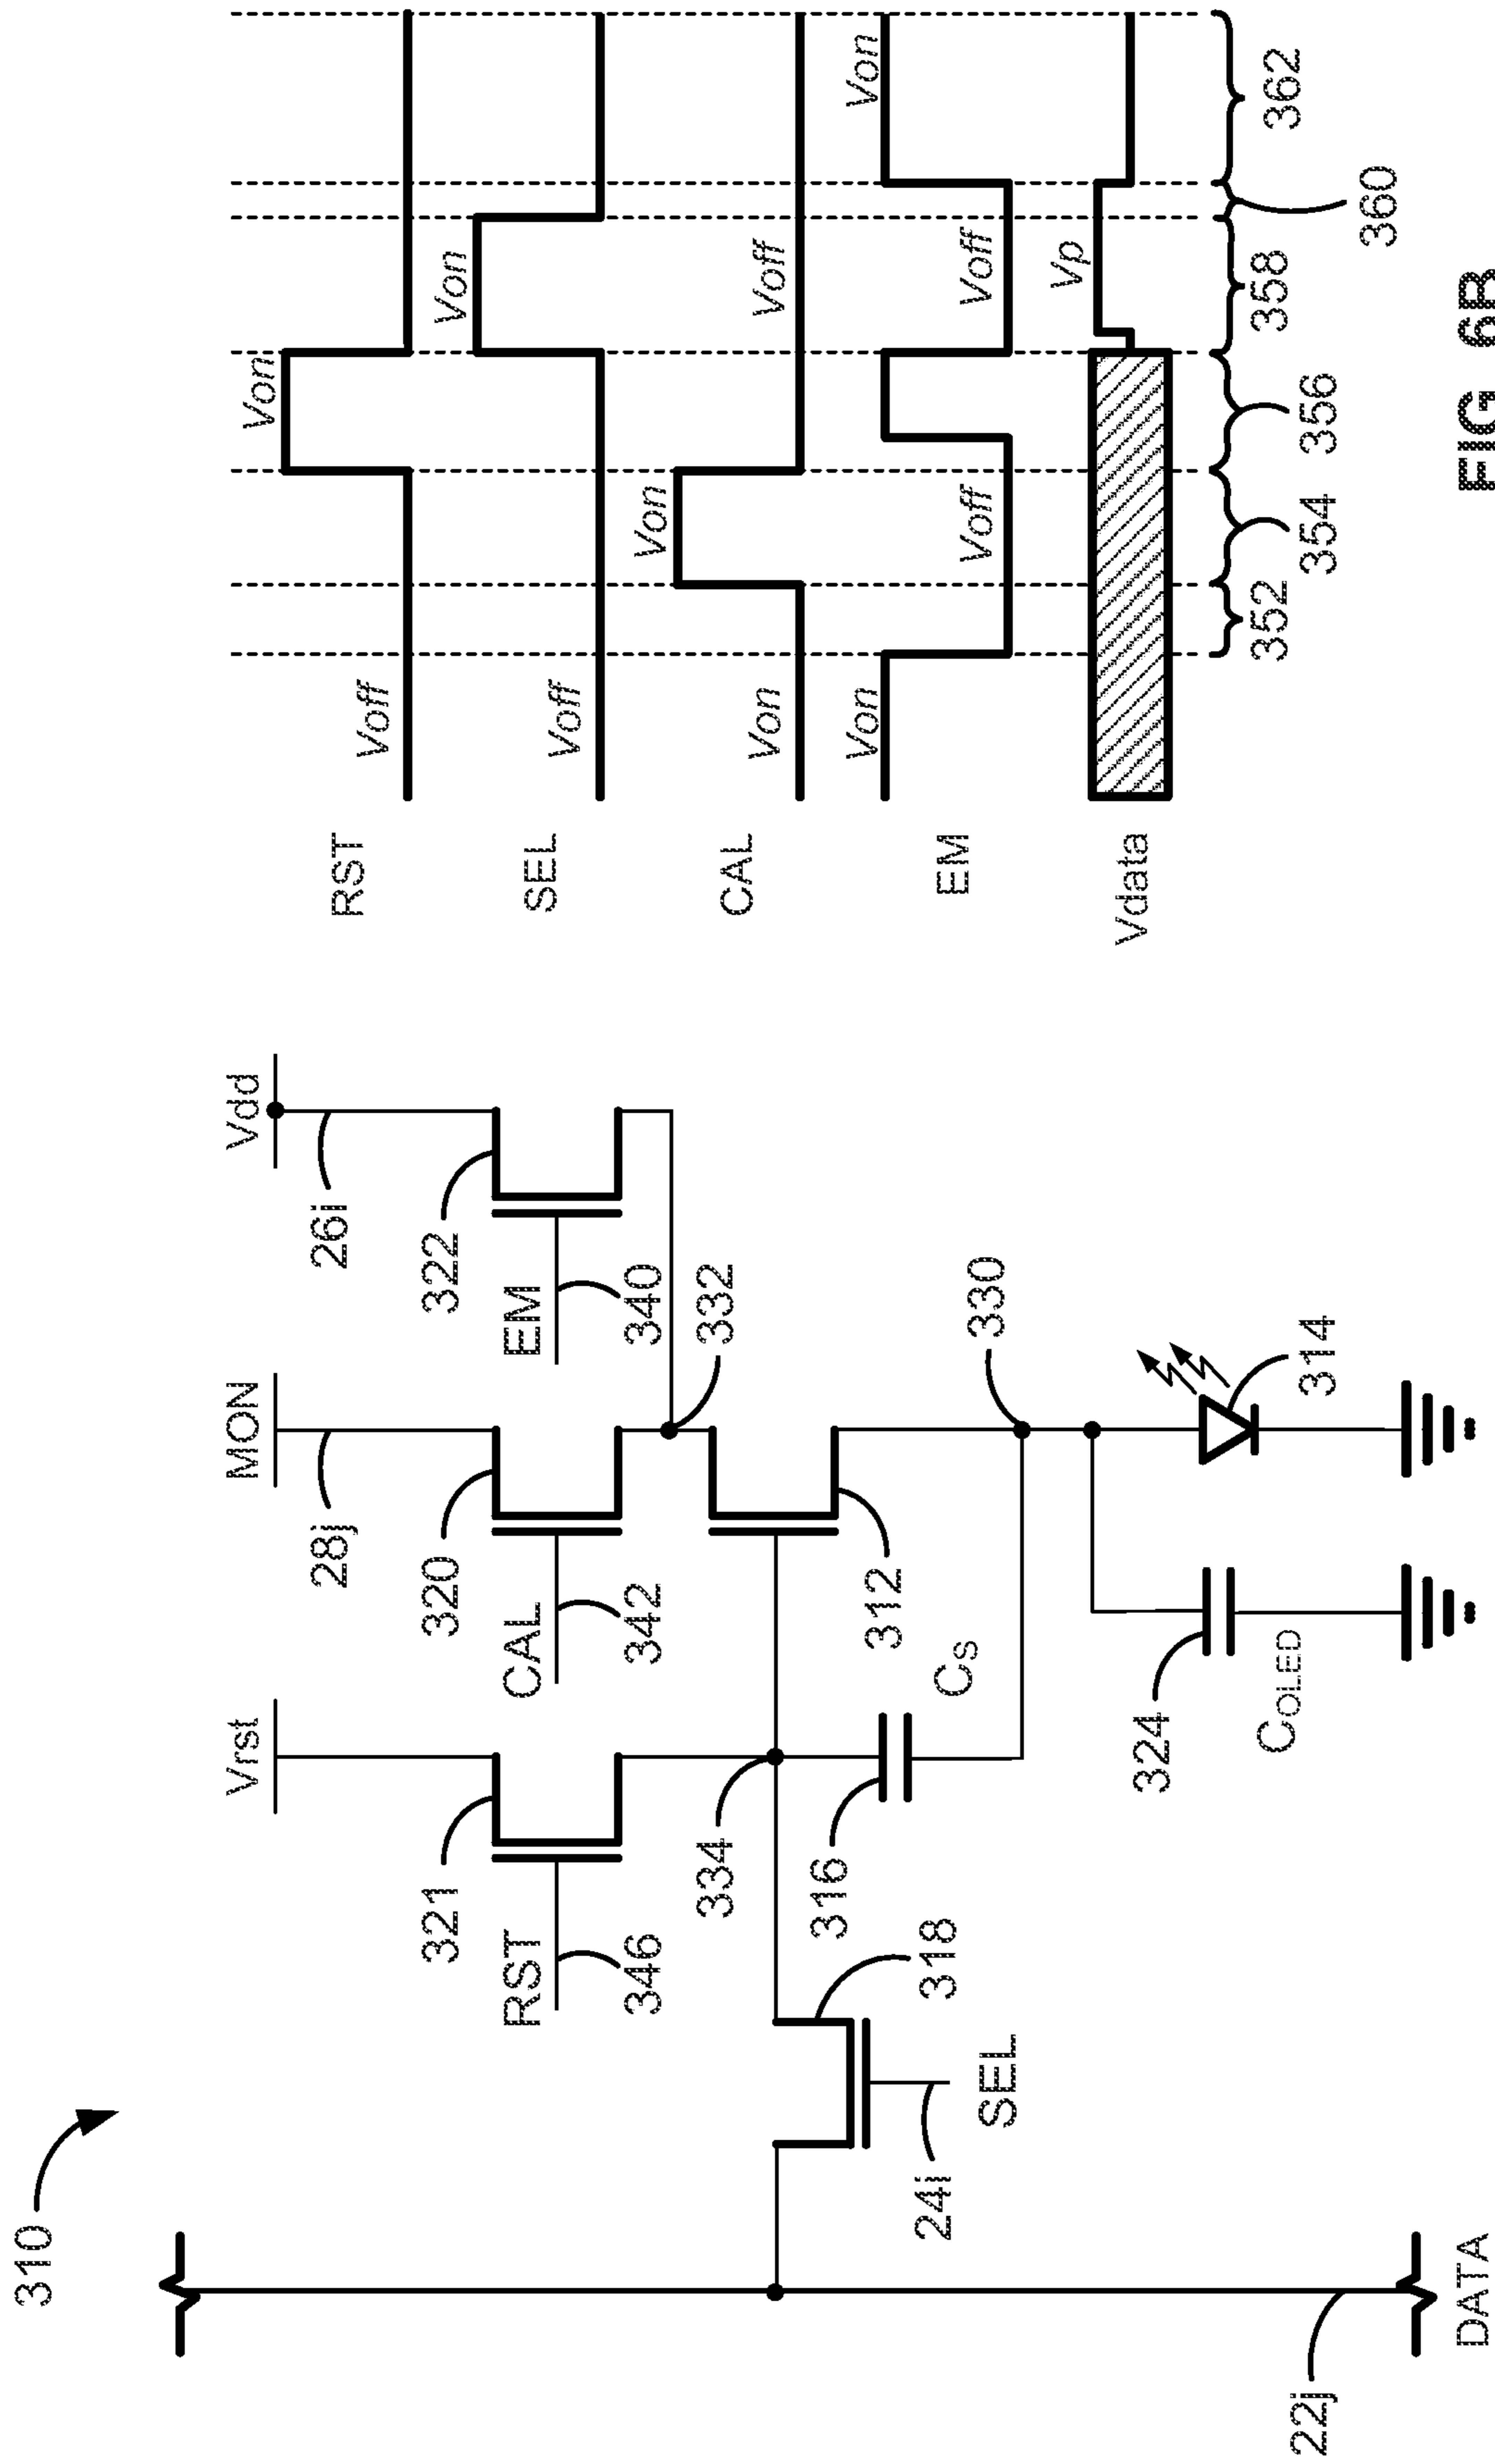 310
Vrst
MON
Vdd
28j
26i
321
320
322
RST
CAL
EM
346
342
340
334
332
316
318
312
Cs
330
24i
SEL
324
COLED
314
22j
DATA
RST
Voff
Von
SEL
Voff
Von
CAL
Von
Von
Voff
EM
Von
Voff
Voff
Von
Vdata
Vp
352
354
356
358
360
362
FIG. 6B